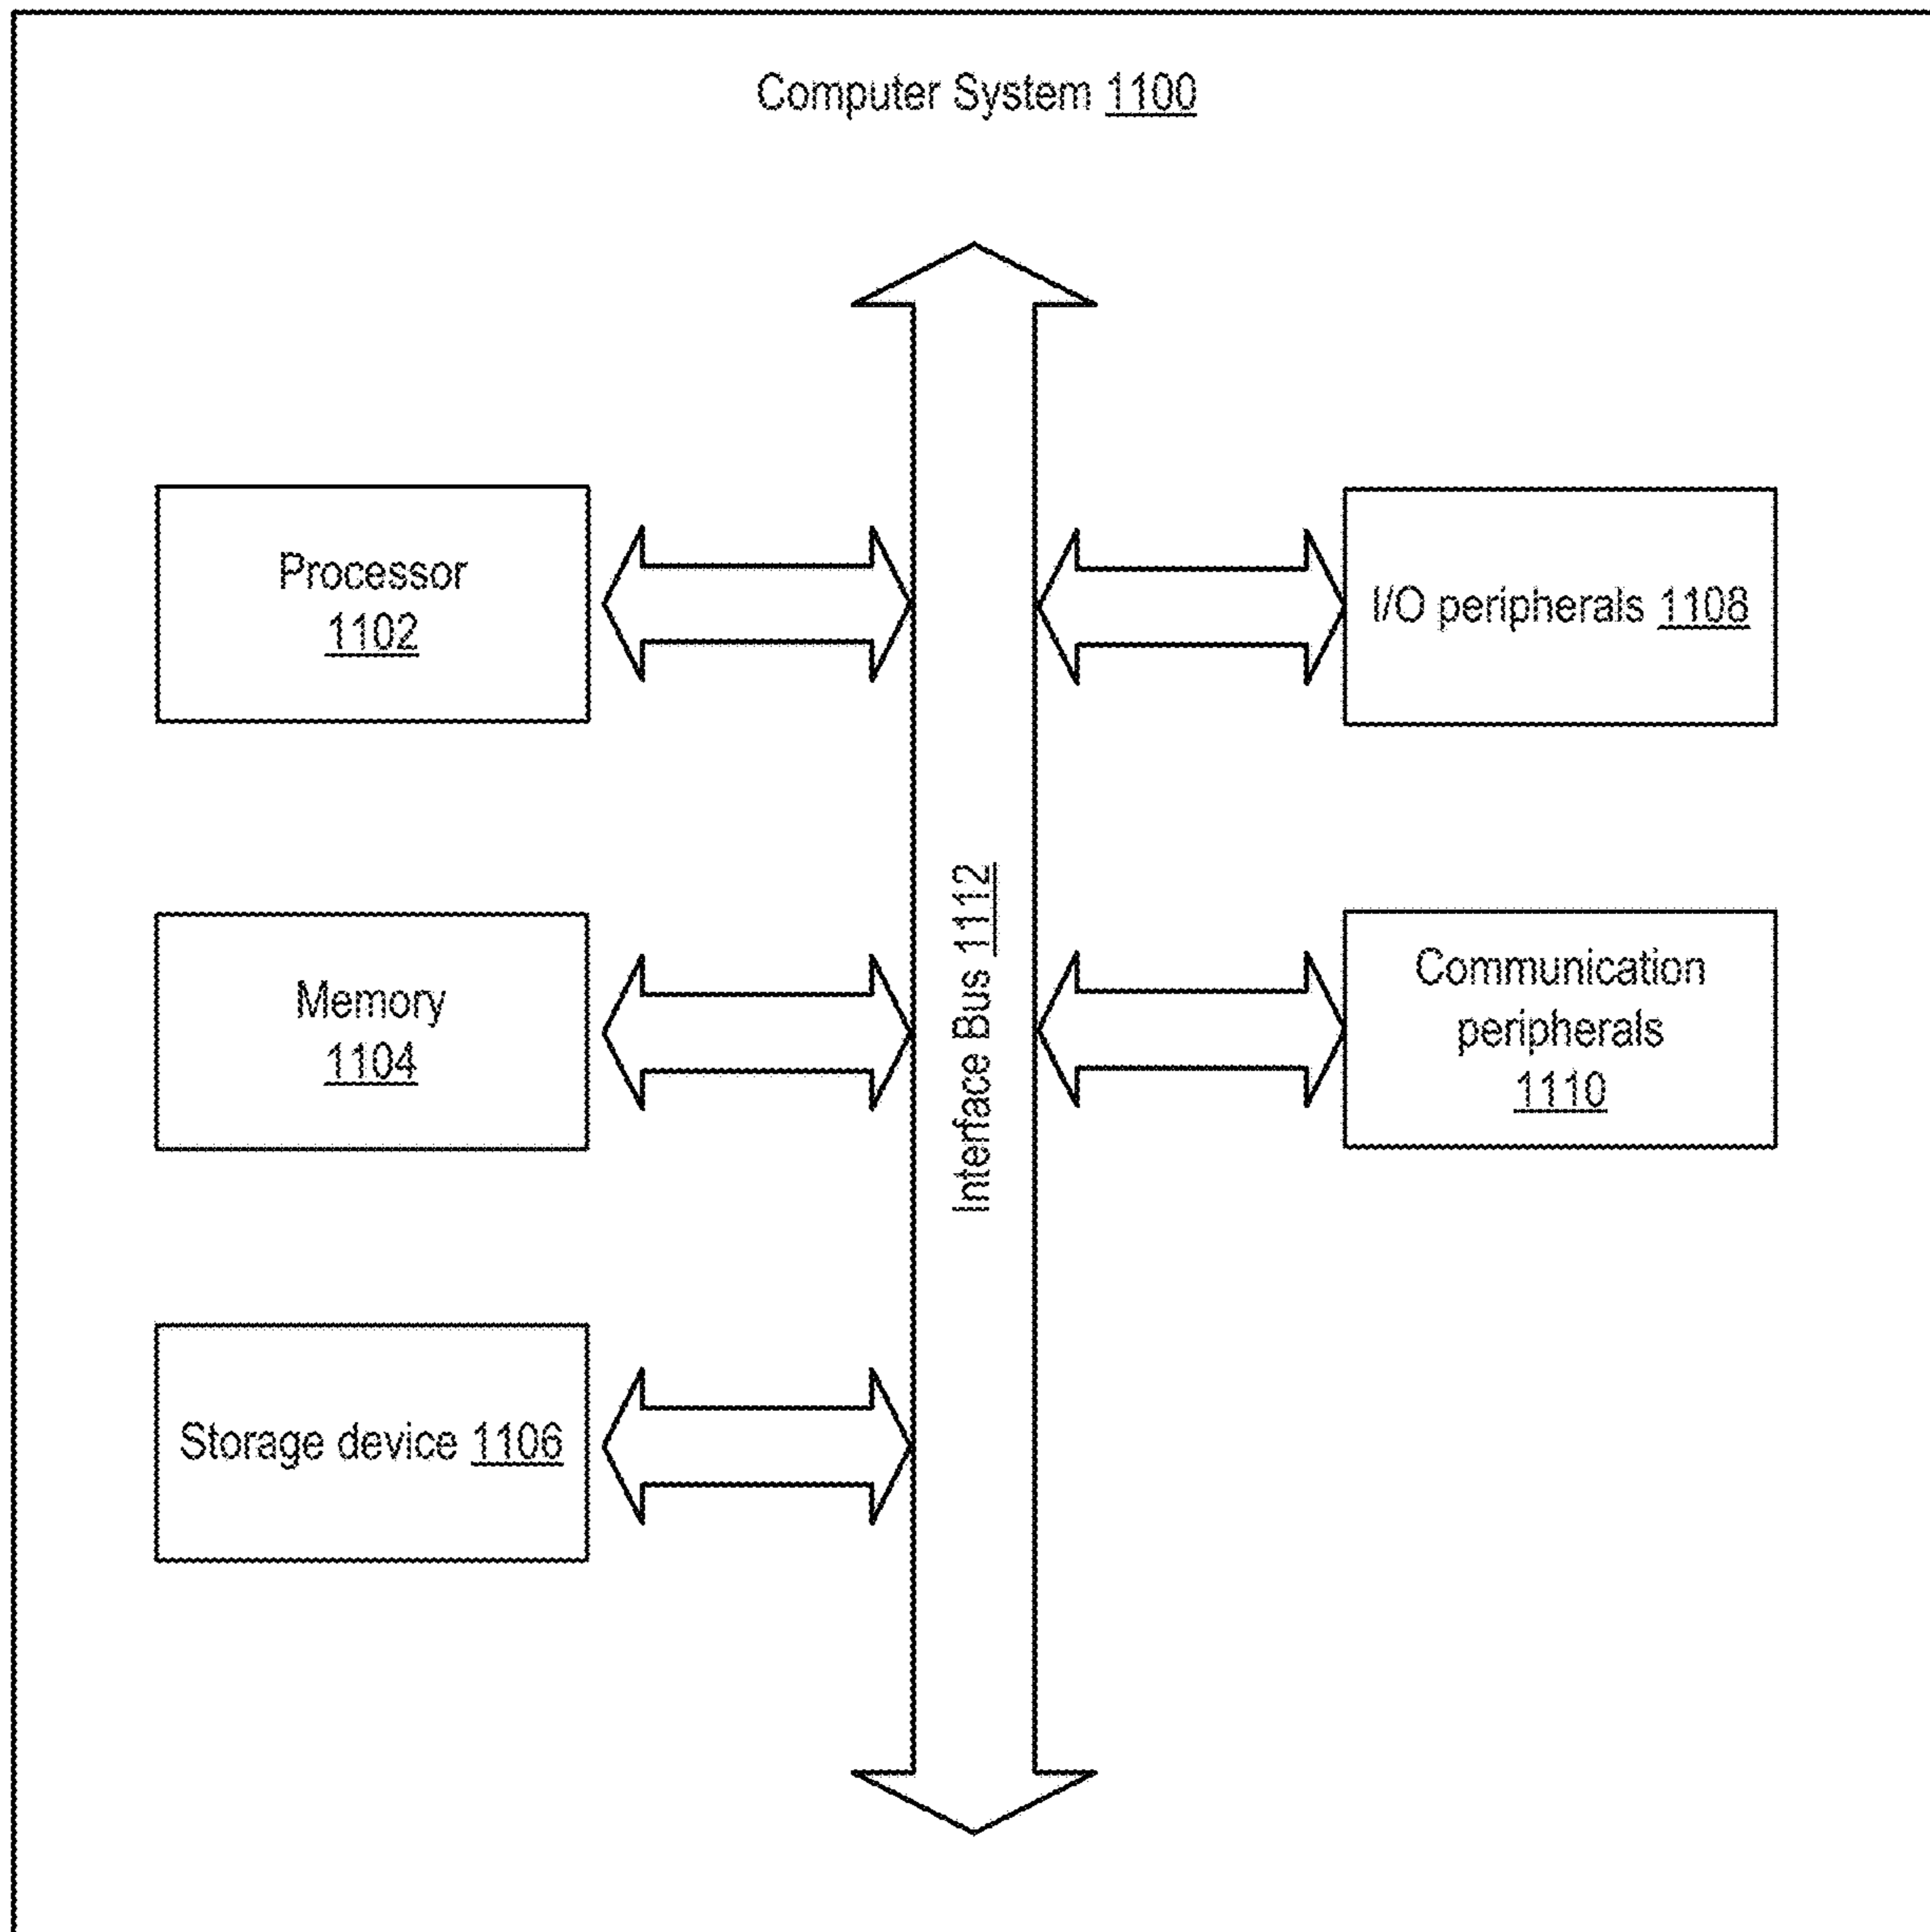 Computer System 1100
Processor
1102
I/O peripherals 1108
Interface Bus 1112
Memory
1104
Communication
peripherals
1110
Storage device 1106